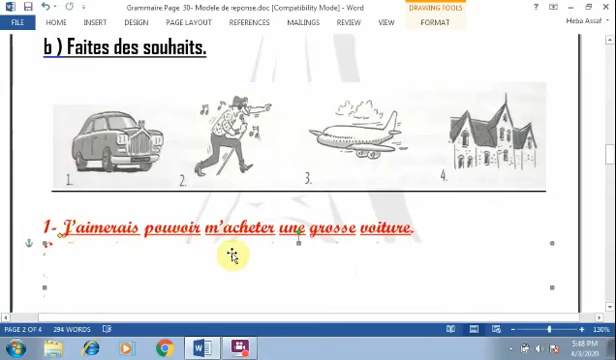 Grammaire Page 30- Modele de reponse.doc [Compatibility Mode] - Word
DRAWING TOOLS
FILE HOME INSERT DESIGN PAGE LAYOUT REFERENCES MAILINGS REVIEW VIEW FORMAT
Heba Assaf
b ) Faites des souhaits.
1. 2. 3. 4.
1- J'aimerais pouvoir m'acheter une grosse voiture.
PAGE 2 OF 4 294 WORDS
130%
5:48 PM
4/3/2020